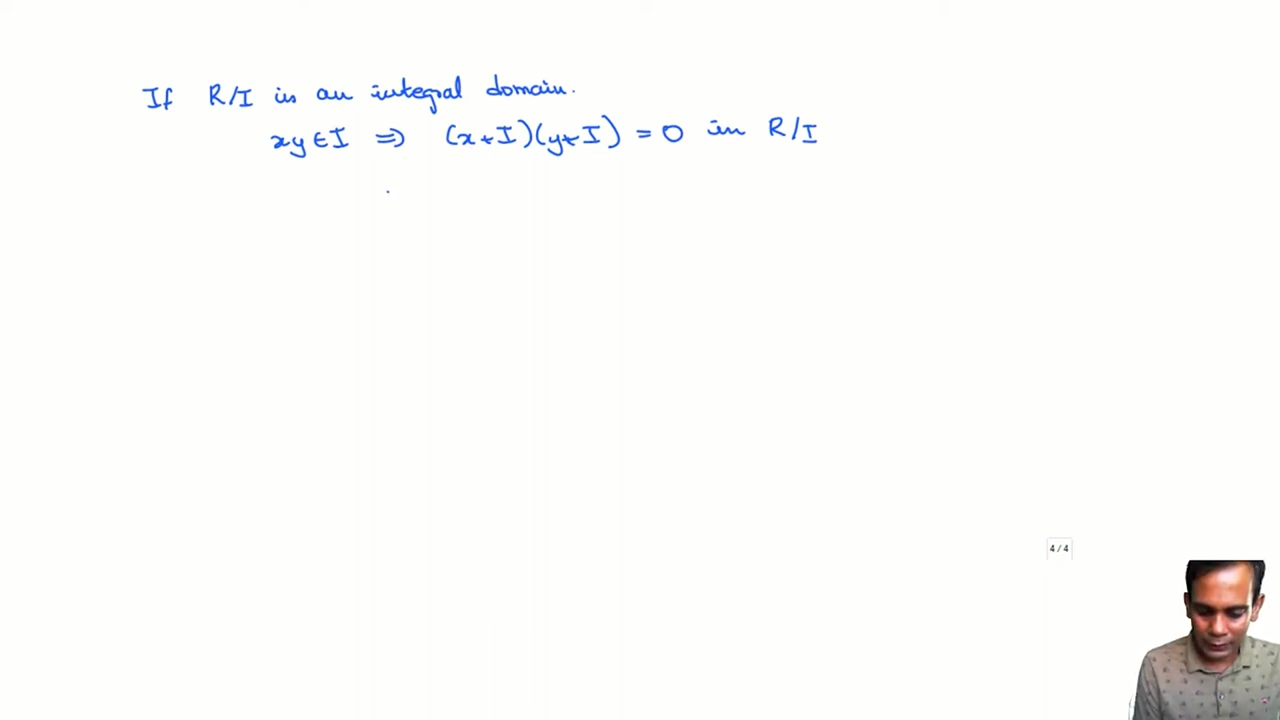 If R/I is an integral domain.
xy ∈ I ⇒ (x+I)(y+I) = 0 in R/I
4/4